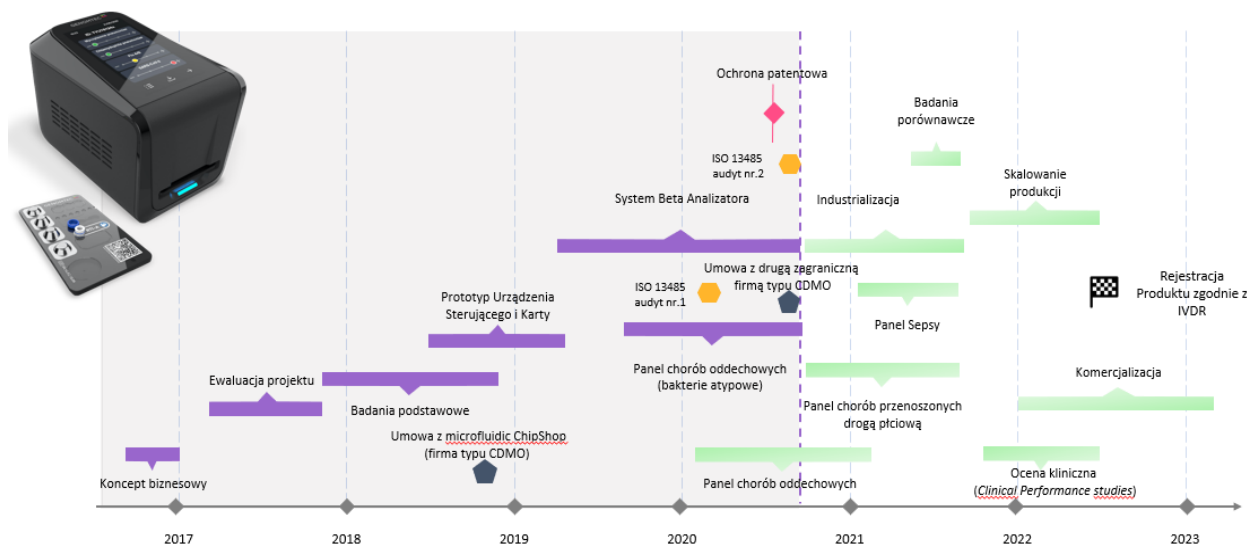 Ochrona patentowa
Badania
porównawcze
ISO 13485
audyt nr.2
Skalowanie
produkcji
System Beta Analizatora
Industrializacja
Umowa z drugą zagraniczną
firmą typu CDMO
ISO 13485
audyt nr.1
Prototyp Urządzenia
Sterującego i Karty
Rejestracja
Produktu zgodnie z
IVDR
Panel Sepsy
Panel chorób oddechowych
(bakterie atypowe)
Ewaluacja projektu
Badania podstawowe
Komercjalizacja
Panel chorób przenoszonych
drogą płciową
Umowa z microfluidic ChipShop
(firma typu CDMO)
Koncept biznesowy
Panel chorób oddechowych
Ocena kliniczna
(Clinical Performance studies)
2017
2018
2019
2020
2021
2022
2023